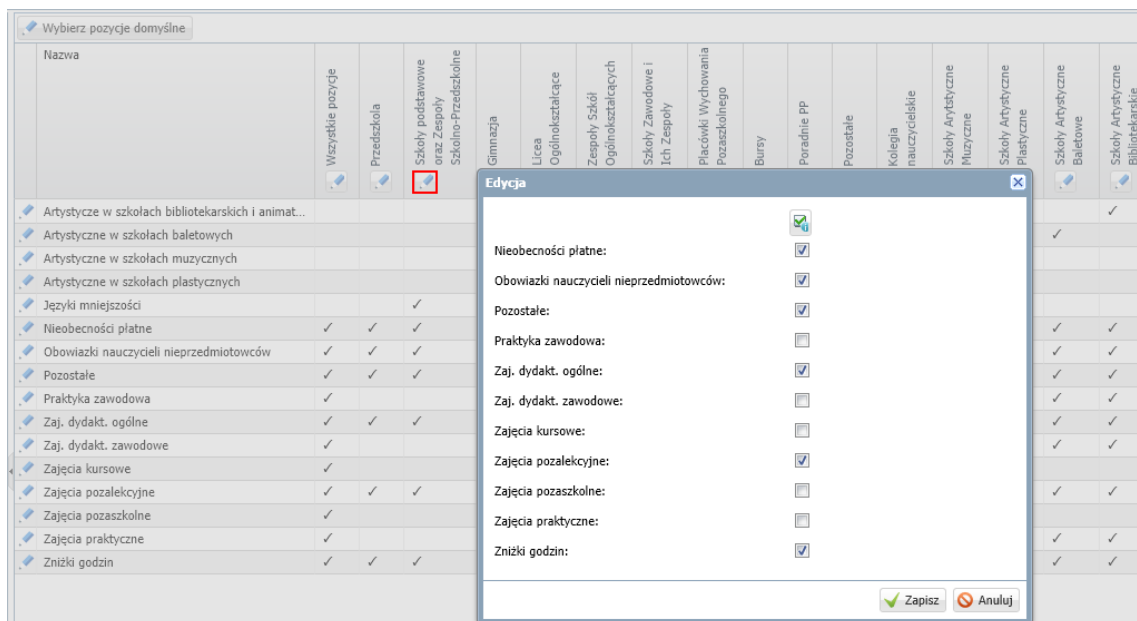 Wybierz pozycje domyślne
Nazwa
Wszystkie pozycje
Przedszkola
Szkoły podstawowe
oraz Zespoły
Szkolno-Przedszkolne
Gimnazja
Licea
Ogólnokształcące
Zespoły Szkół
Ogólnokształcących
Szkoły Zawodowe i
Ich Zespoły
Placówki Wychowania
Pozaszkolnego
Bursy
Poradnie PP
Pozostałe
Kolegia
nauczycielskie
Szkoły Arytstyczne
Muzyczne
Szkoły Artystyczne
Plastyczne
Szkoły Artystyczne
Baletowe
Szkoły Artystyczne
Bibliotekarskie
Artystycze w szkołach bibliotekarskich i animat...
Artystyczne w szkołach baletowych
Artystyczne w szkołach muzycznych
Artystyczne w szkołach plastycznych
Języki mniejszości
Nieobecności płatne
Obowiazki nauczycieli nieprzedmiotowców
Pozostałe
Praktyka zawodowa
Zaj. dydakt. ogólne
Zaj. dydakt. zawodowe
Zajęcia kursowe
Zajęcia pozalekcyjne
Zajęcia pozaszkolne
Zajęcia praktyczne
Zniżki godzin
Edycja
Nieobecności płatne:
Obowiazki nauczycieli nieprzedmiotowców:
Pozostałe:
Praktyka zawodowa:
Zaj. dydakt. ogólne:
Zaj. dydakt. zawodowe:
Zajęcia kursowe:
Zajęcia pozalekcyjne:
Zajęcia pozaszkolne:
Zajęcia praktyczne:
Zniżki godzin:
Zapisz
Anuluj